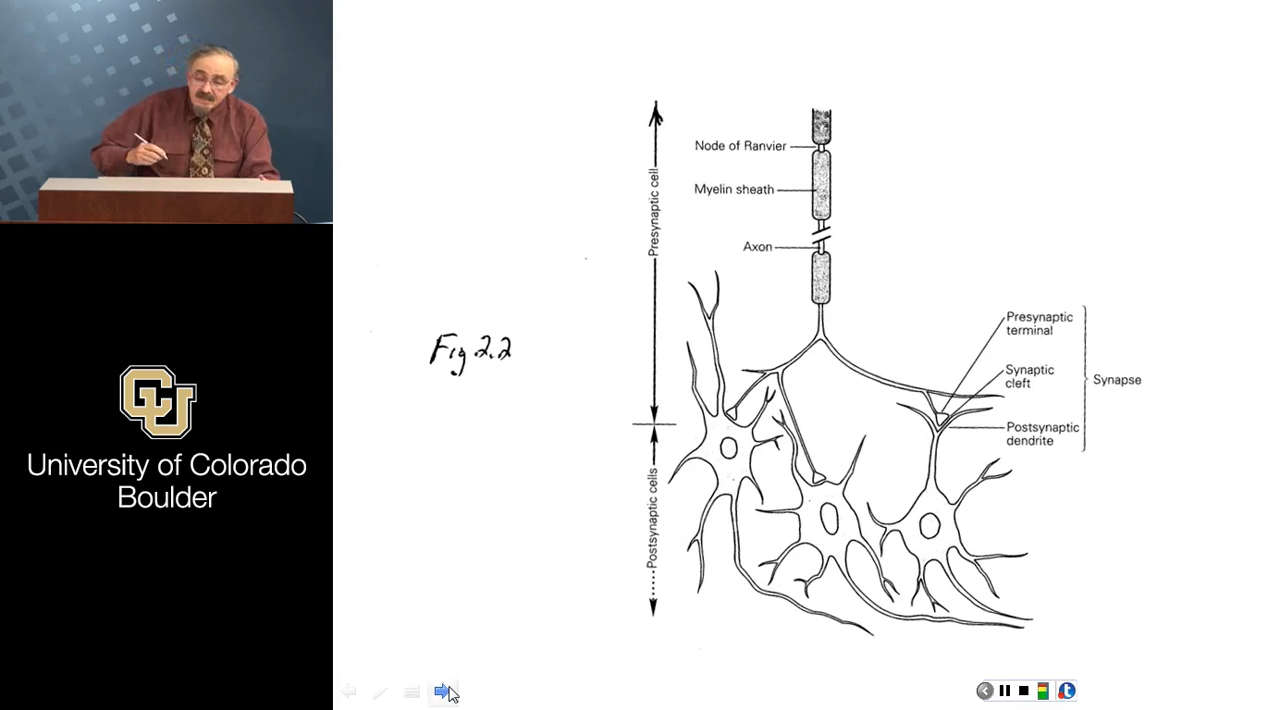 Node of Ranvier
Myelin sheath
Axon
Presynaptic cell
Fig 2.2
Presynaptic
terminal
Synaptic
cleft
Synapse
Postsynaptic
dendrite
Postsynaptic cells
CU
University of Colorado
Boulder